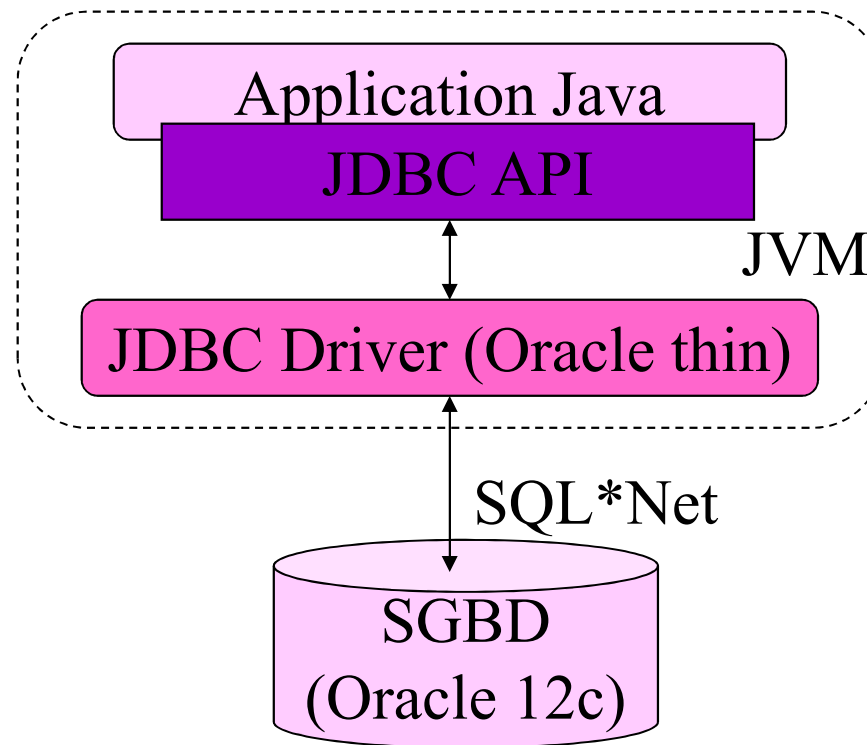 Application Java
JDBC API
JVM
JDBC Driver (Oracle thin)
SQL*Net
SGBD
(Oracle 12c)